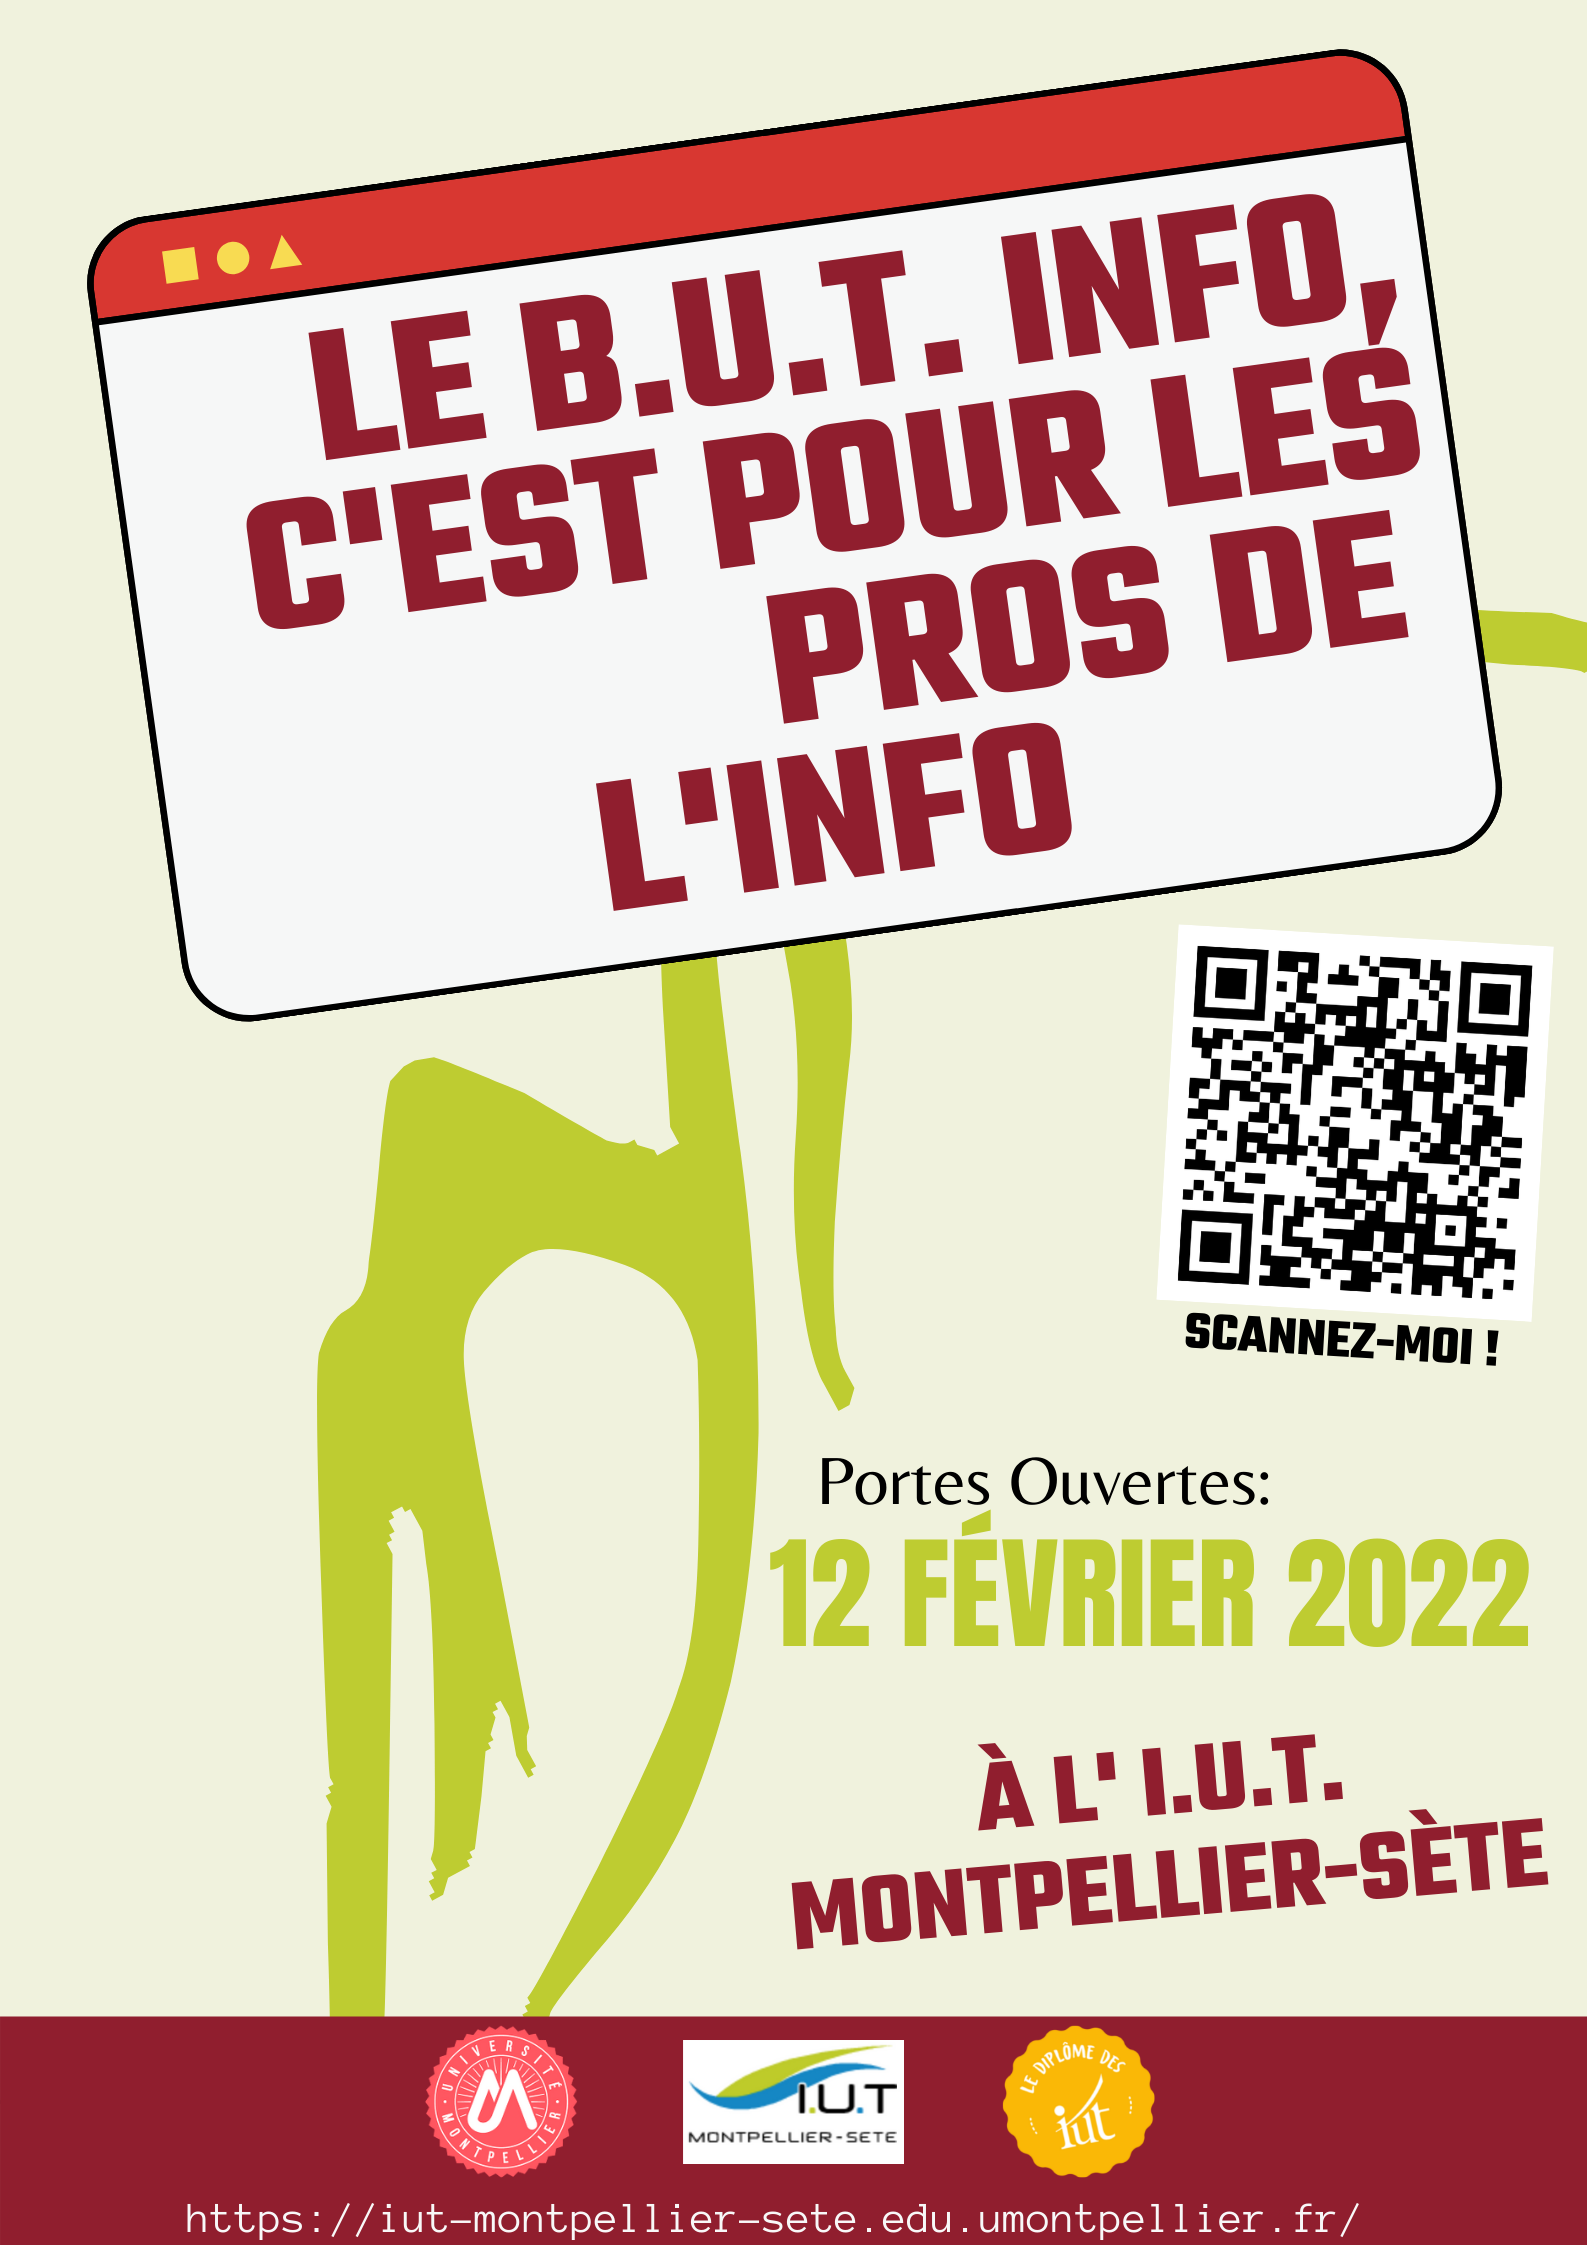 LE B.U.T. INFO,
C'EST POUR LES
PROS DE
L'INFO
SCANNEZ-MOI !
Portes Ouvertes:
12 FÉVRIER 2022
À L' I.U.T.
MONTPELLIER-SÈTE
UNIVERSITÉ
MONTPELLIER
I.U.T
MONTPELLIER-SETE
LE DIPLÔME DES
iut
https://iut-montpellier-sete.edu.umontpellier.fr/